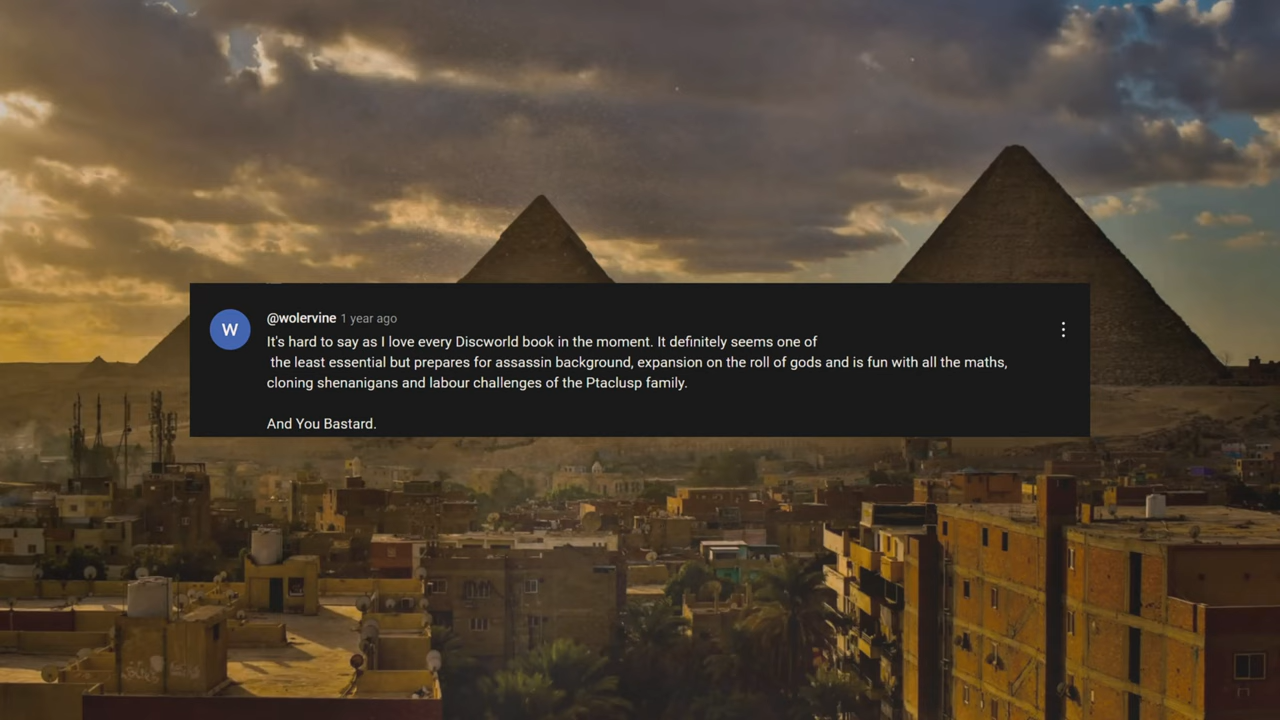 W
@wolervine 1 year ago
It's hard to say as I love every Discworld book in the moment. It definitely seems one of
the least essential but prepares for assassin background, expansion on the roll of gods and is fun with all the maths,
cloning shenanigans and labour challenges of the Ptaclusp family.
And You Bastard.